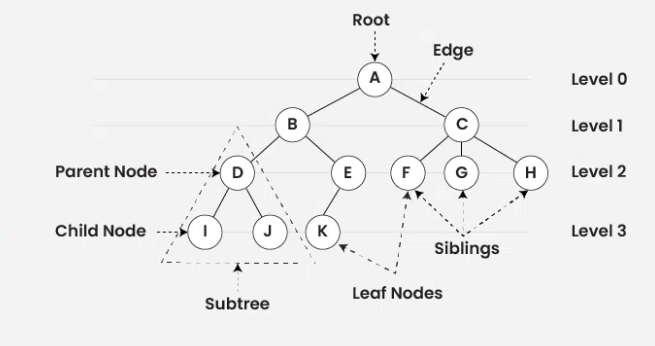 Root
Edge
A
Level 0
B
C
Level 1
Parent Node
D
E
F
G
H
Level 2
Child Node
I
J
K
Level 3
Siblings
Leaf Nodes
Subtree